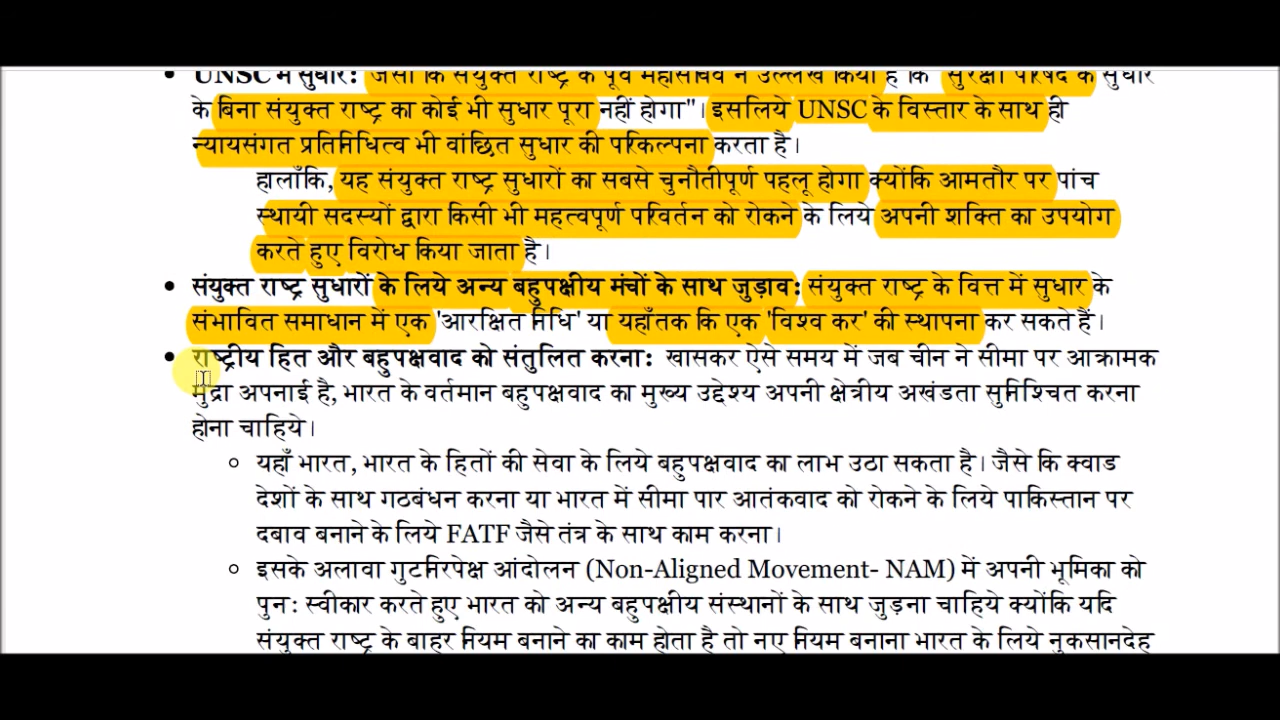 UNSC में सुधार: जैसा कि संयुक्त राष्ट्र के पूर्व महासचिव ने उल्लेख किया है कि "सुरक्षा परिषद के सुधार
के बिना संयुक्त राष्ट्र का कोई भी सुधार पूरा नहीं होगा"। इसलिये UNSC के विस्तार के साथ ही
न्यायसंगत प्रतिनिधित्व भी वांछित सुधार की परिकल्पना करता है।
हालाँकि, यह संयुक्त राष्ट्र सुधारों का सबसे चुनौतीपूर्ण पहलू होगा क्योंकि आमतौर पर पांच
स्थायी सदस्यों द्वारा किसी भी महत्वपूर्ण परिवर्तन को रोकने के लिये अपनी शक्ति का उपयोग
करते हुए विरोध किया जाता है।
संयुक्त राष्ट्र सुधारों के लिये अन्य बहुपक्षीय मंचों के साथ जुड़ाव: संयुक्त राष्ट्र के वित्त में सुधार के
संभावित समाधान में एक 'आरक्षित निधि' या यहाँतक कि एक 'विश्व कर' की स्थापना कर सकते हैं।
राष्ट्रीय हित और बहुपक्षवाद को संतुलित करना: खासकर ऐसे समय में जब चीन ने सीमा पर आक्रामक
मुद्रा अपनाई है, भारत के वर्तमान बहुपक्षवाद का मुख्य उद्देश्य अपनी क्षेत्रीय अखंडता सुनिश्चित करना
होना चाहिये।
यहाँ भारत, भारत के हितों की सेवा के लिये बहुपक्षवाद का लाभ उठा सकता है। जैसे कि क्वाड
देशों के साथ गठबंधन करना या भारत में सीमा पार आतंकवाद को रोकने के लिये पाकिस्तान पर
दबाव बनाने के लिये FATF जैसे तंत्र के साथ काम करना।
इसके अलावा गुटनिरपेक्ष आंदोलन (Non-Aligned Movement- NAM) में अपनी भूमिका को
पुन: स्वीकार करते हुए भारत को अन्य बहुपक्षीय संस्थानों के साथ जुड़ना चाहिये क्योंकि यदि
संयुक्त राष्ट्र के बाहर नियम बनाने का काम होता है तो नए नियम बनाना भारत के लिये नुकसानदेह